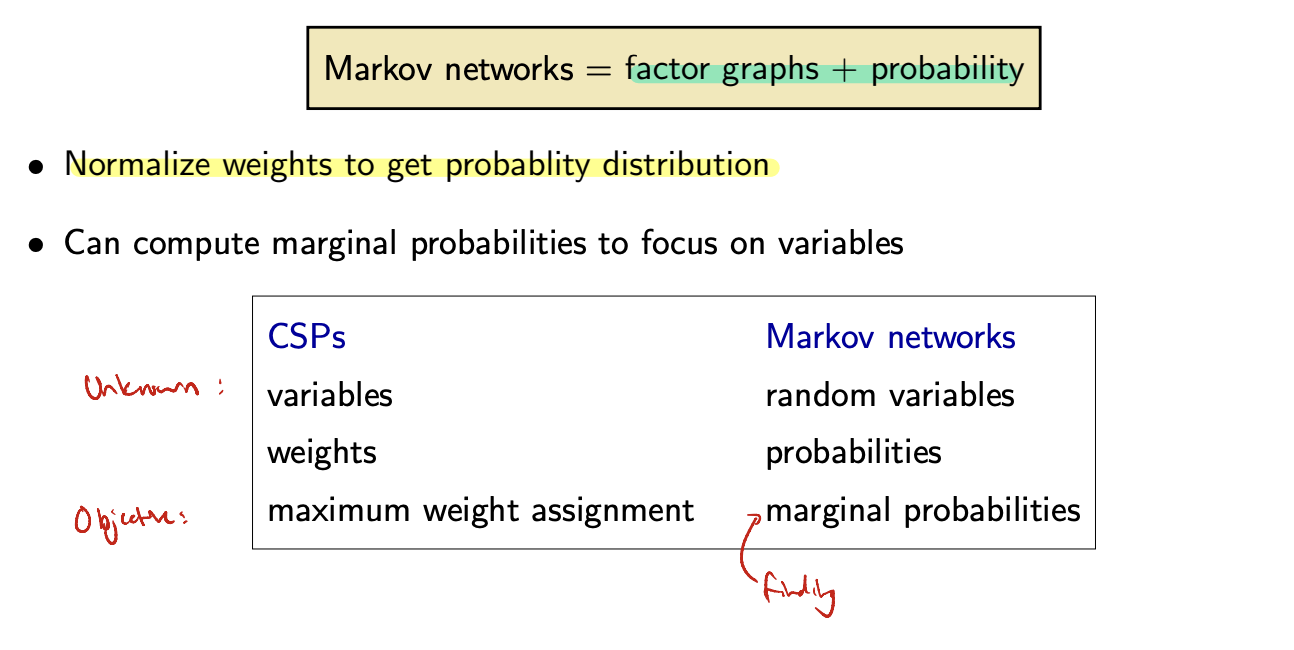 Markov networks = factor graphs + probability
• Normalize weights to get probablity distribution
• Can compute marginal probabilities to focus on variables
CSPs Markov networks
Unknown : variables random variables
weights probabilities
Objective: maximum weight assignment marginal probabilities
finding